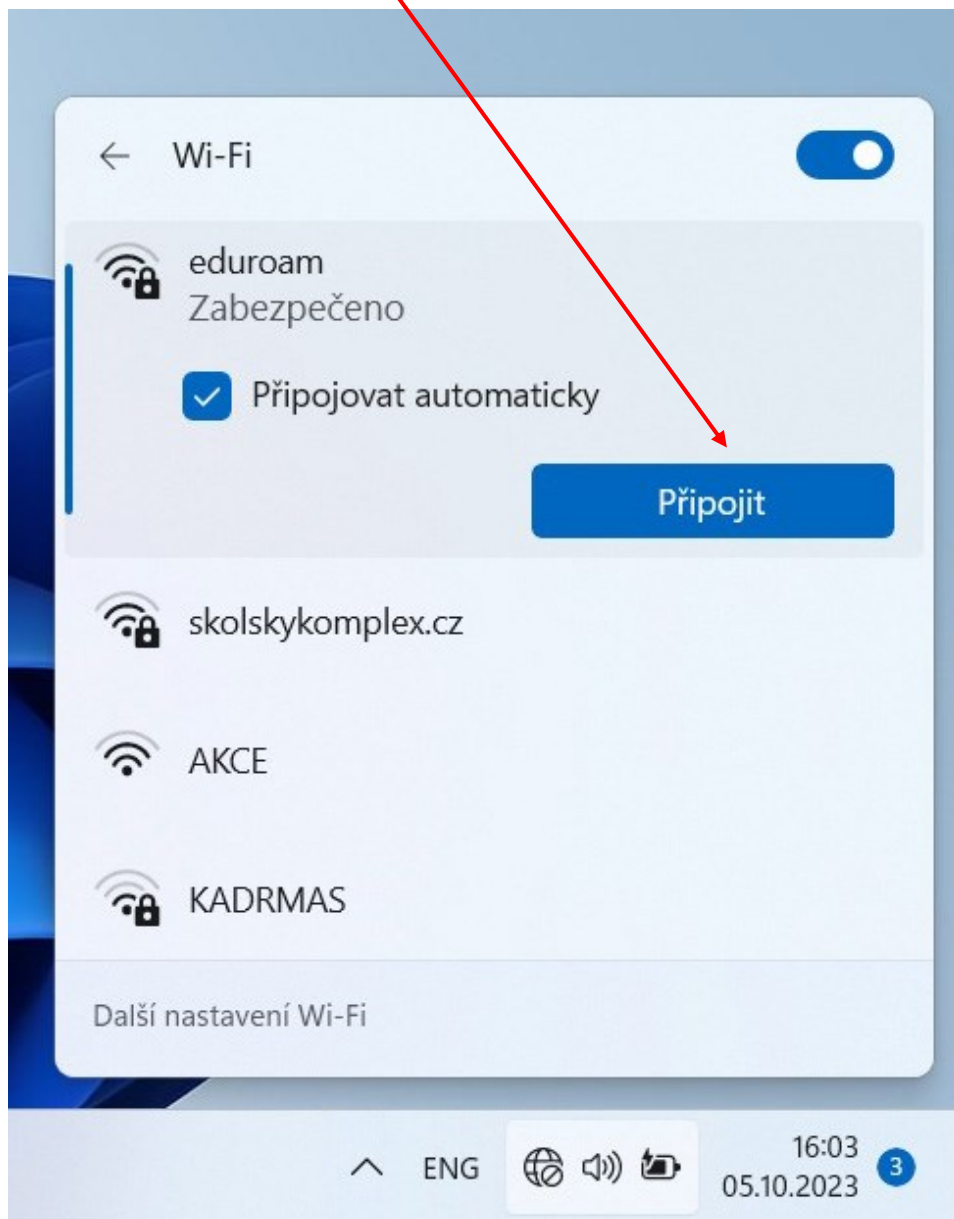 Wi-Fi
eduroam
Zabezpečeno
Připojovat automaticky
Připojit
skolskykomplex.cz
AKCE
KADRMAS
Další nastavení Wi-Fi
ENG
16:03
05.10.2023
3